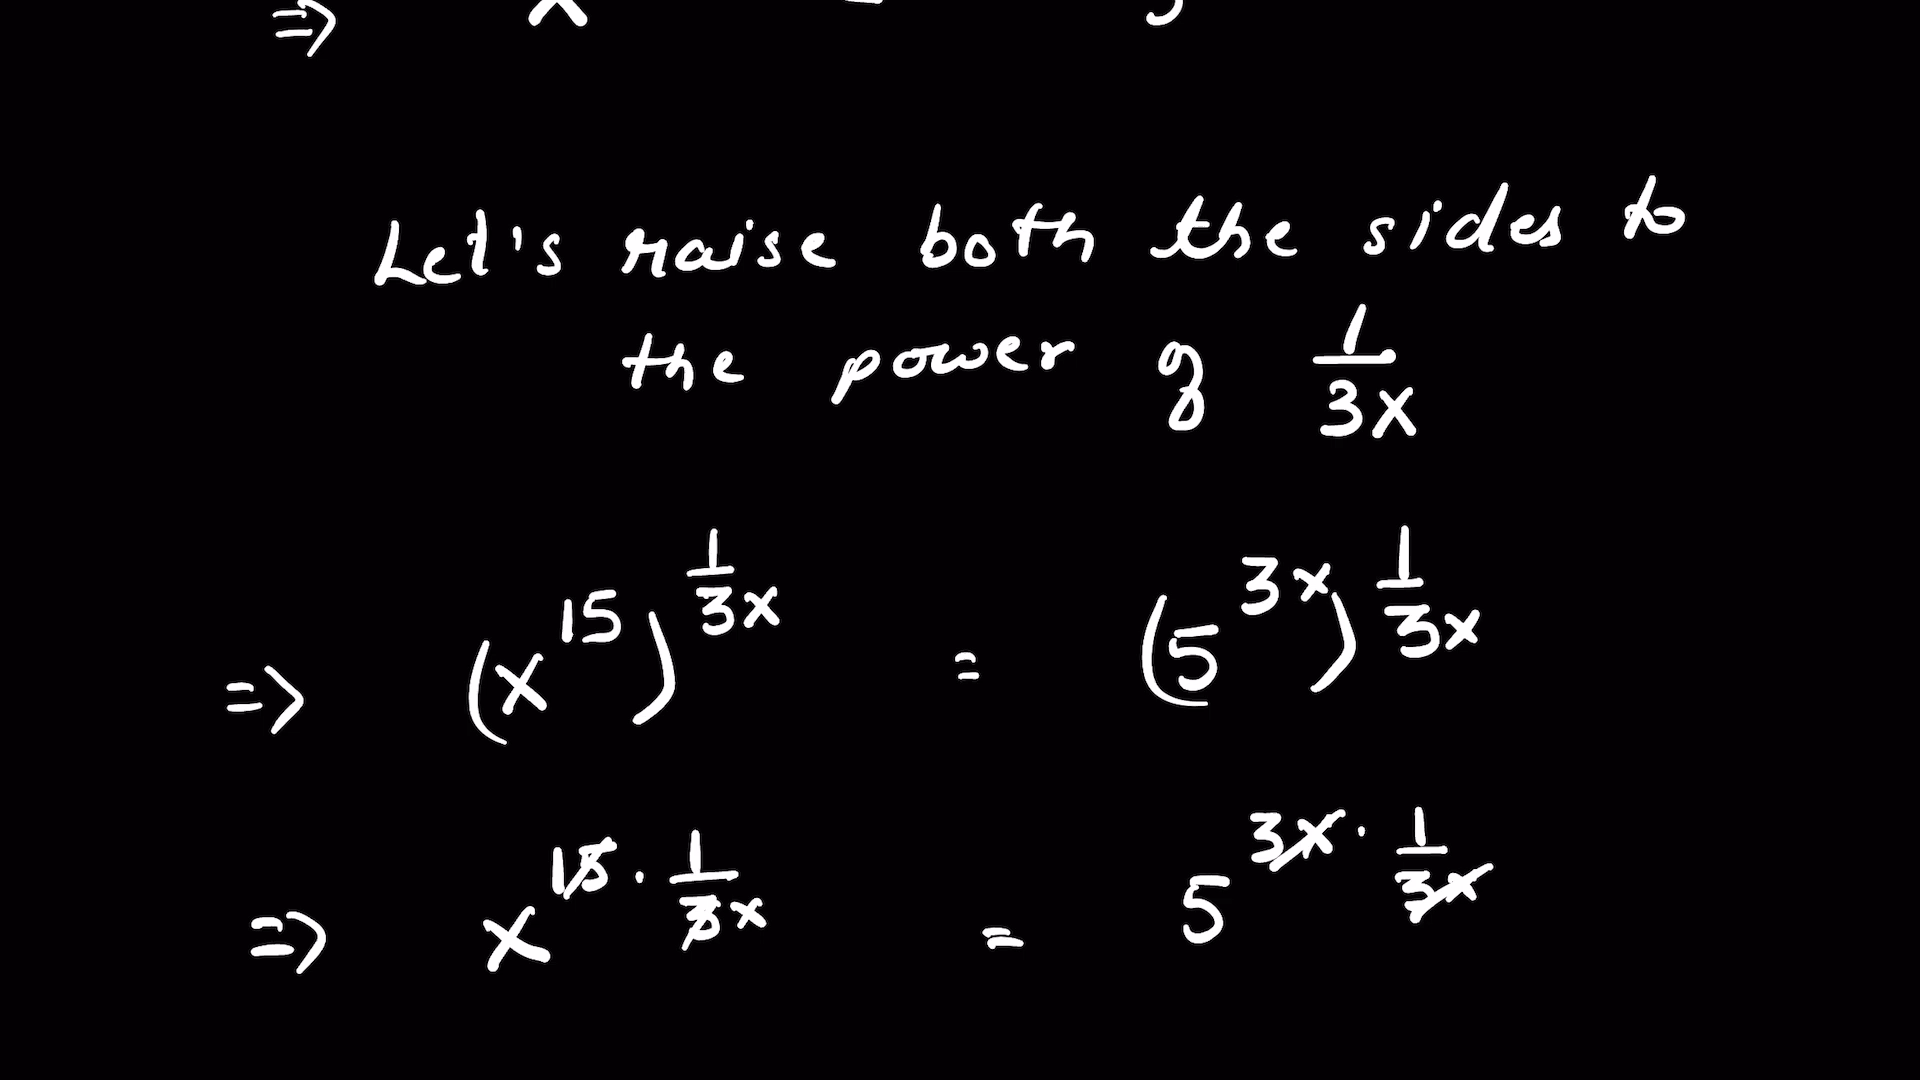 => x
Let's raise both the sides to
the power of 1/3x
=> (x^15)^1/3x = (5^3x)^1/3x
=> x^15 · 1/3x = 5^3x · 1/3x